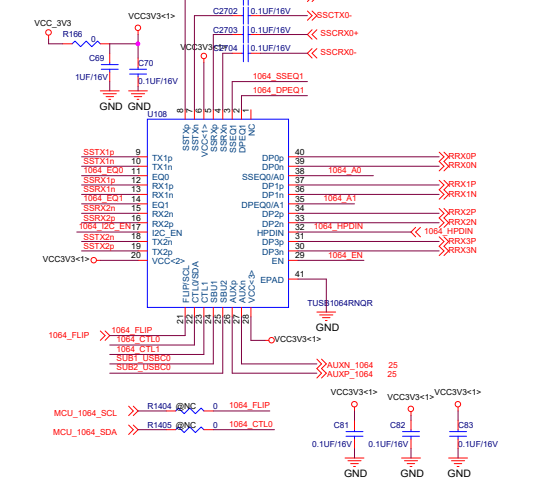 C2702 0.1UF/16V SSCTX0-
VCC_3V3 VCC3V3<1>
R166 0
C2703 0.1UF/16V SSCRX0+
VCC3V3<1> C2704 0.1UF/16V SSCRX0-
C69 C70
1UF/16V 0.1UF/16V
GND GND
1064_SSEQ1
1064_DPEQ1
8 7 6 5 4 3 2 1
U108
SSTXp SSTXn VCC<1> SSRXp SSRXn SSEQ1 DPEQ1 NC
SSTX1p 9 TX1p DP0p 40 RRX0P
SSTX1n 10 TX1n DP0n 39 RRX0N
1064_EQ0 11 EQ0 SSEQ0/A0 38 1064_A0
SSRX1p 12 RX1p DP1p 37 RRX1P
SSRX1n 13 RX1n DP1n 36 RRX1N
1064_EQ1 14 EQ1 DPEQ0/A1 35 1064_A1
SSRX2n 15 RX2n DP2p 34 RRX2P
SSRX2p 16 RX2p DP2n 33 RRX2N
1064_I2C_EN 17 I2C_EN HPDIN 32 1064_HPDIN HPDIN
SSTX2n 18 TX2n DP3p 31 RRX3P
SSTX2p 19 TX2p DP3n 30 RRX3N
VCC3V3<1> 20 VCC<2> EN 29 1064_EN
EPAD 41
FLIP/SCL CTL0/SDA CTL1 SBU1 SBU2 AUXp AUXn VCC<3>
TUSB1064RNQR
21 22 23 24 25 26 27 28
GND
1064_FLIP 1064_FLIP
1064_CTL0 VCC3V3<1>
1064_CTL1
SUB1_USBC0
SUB2_USBC0
AUXN_1064 25
AUXP_1064 25
VCC3V3<1> VCC3V3<1> VCC3V3<1>
MCU_1064_SCL R1404 @NC 0 1064_FLIP
MCU_1064_SDA R1405 @NC 0 1064_CTL0
C81 C82 C83
0.1UF/16V 0.1UF/16V 0.1UF/16V
GND GND GND